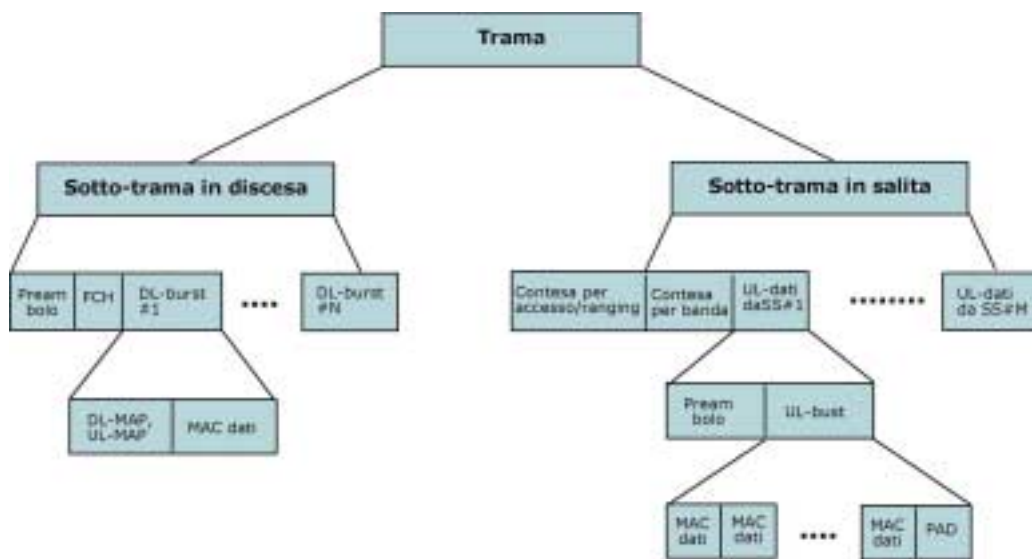 Trama
Sotto-trama in discesa
Sotto-trama in salita
Pream
bolo
FCH
DL-burst
#1
DL-burst
#N
Contesa per
accesso/ranging
Contesa
per banda
UL-dati
daSS#1
UL-dati
da SS#M
DL-MAP,
UL-MAP
MAC dati
Pream
bolo
UL-bust
MAC
dati
MAC
dati
MAC
dati
PAD